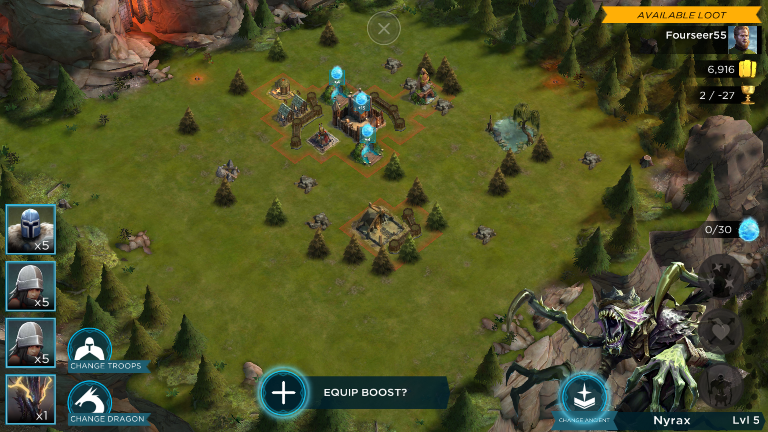 AVAILABLE LOOT
Fourseer55
6,916
2 / -27
x5
x5
x5
x1
0/30
CHANGE TROOPS
CHANGE DRAGON
EQUIP BOOST?
CHANGE ANCIENT
Nyrax
Lvl 5